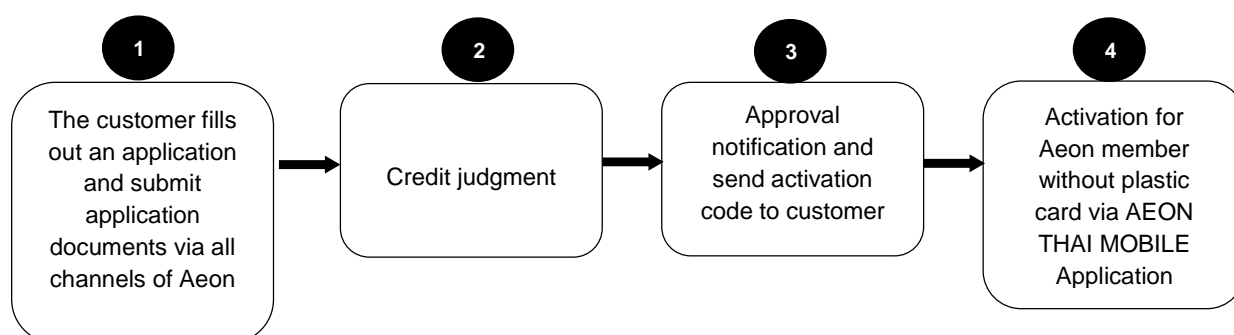 1
The customer fills
out an application
and submit
application
documents via all
channels of Aeon
2
Credit judgment
3
Approval
notification and
send activation
code to customer
4
Activation for
Aeon member
without plastic
card via AEON
THAI MOBILE
Application